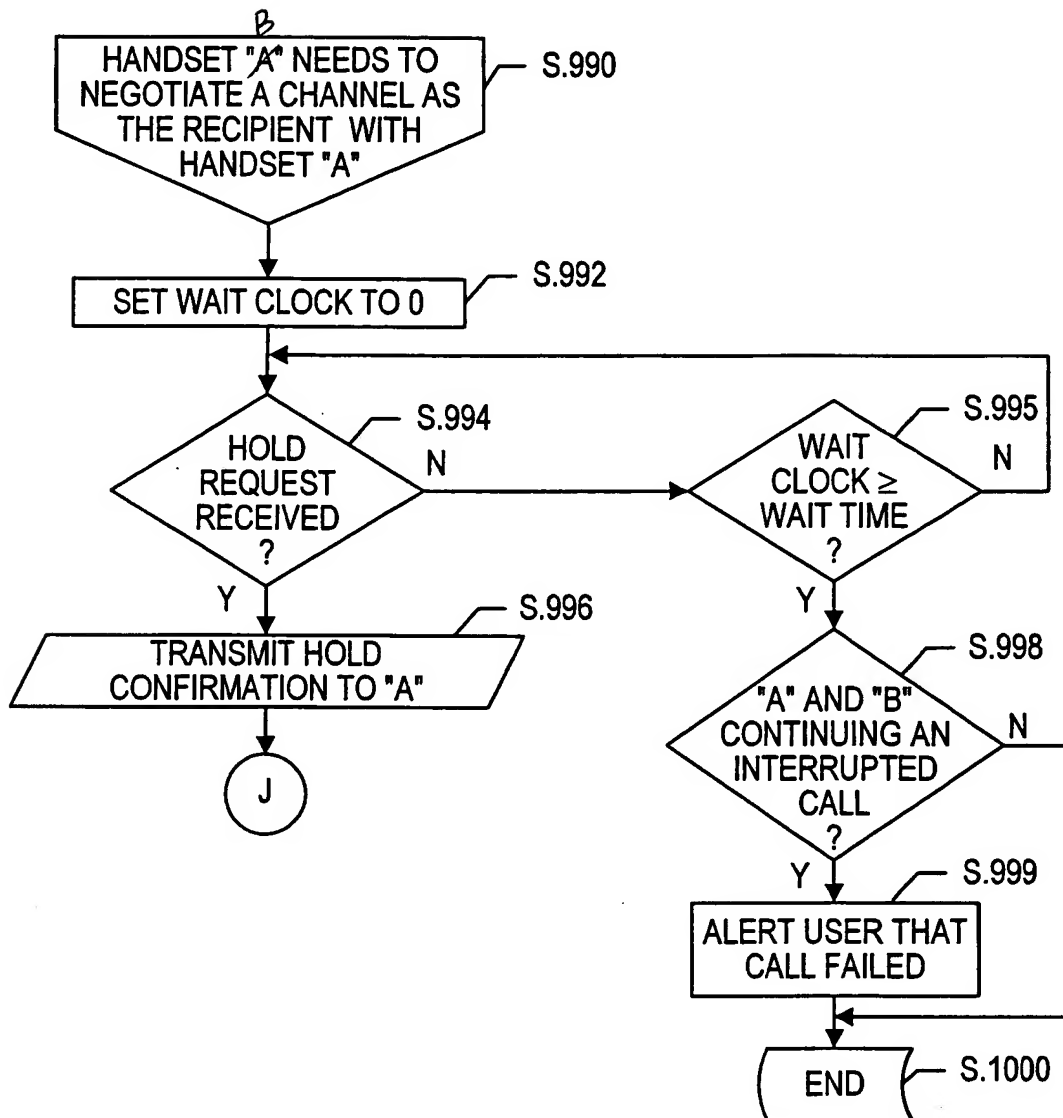 B
HANDSET "A" NEEDS TO
NEGOTIATE A CHANNEL AS
THE RECIPIENT WITH
HANDSET "A"
S.990
SET WAIT CLOCK TO 0
S.992
HOLD
REQUEST
RECEIVED
?
S.994
N
Y
WAIT
CLOCK ≥
WAIT TIME
?
S.995
N
Y
TRANSMIT HOLD
CONFIRMATION TO "A"
S.996
J
"A" AND "B"
CONTINUING AN
INTERRUPTED
CALL
?
S.998
N
Y
ALERT USER THAT
CALL FAILED
S.999
END
S.1000